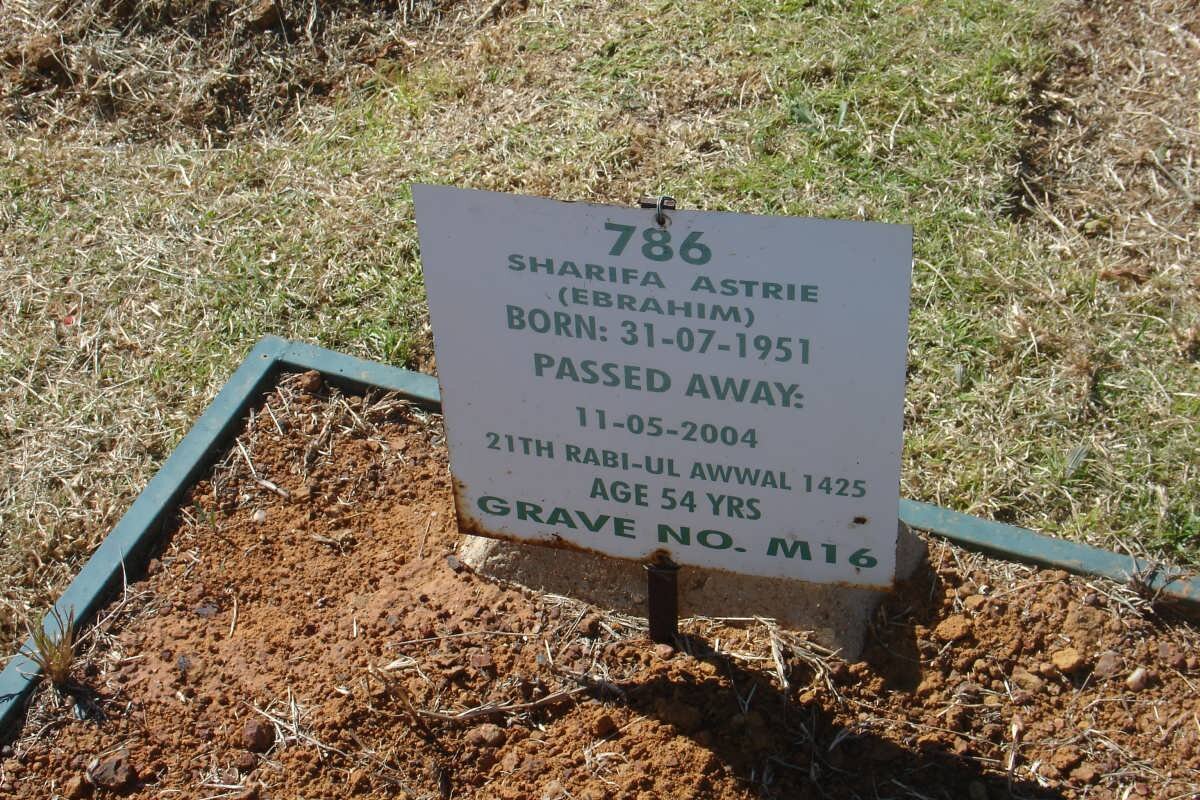 786
SHARIFA ASTRIE
(EBRAHIM)
BORN: 31-07-1951
PASSED AWAY:
11-05-2004
21TH RABI-UL AWWAL 1425
AGE 54 YRS
GRAVE NO. M16